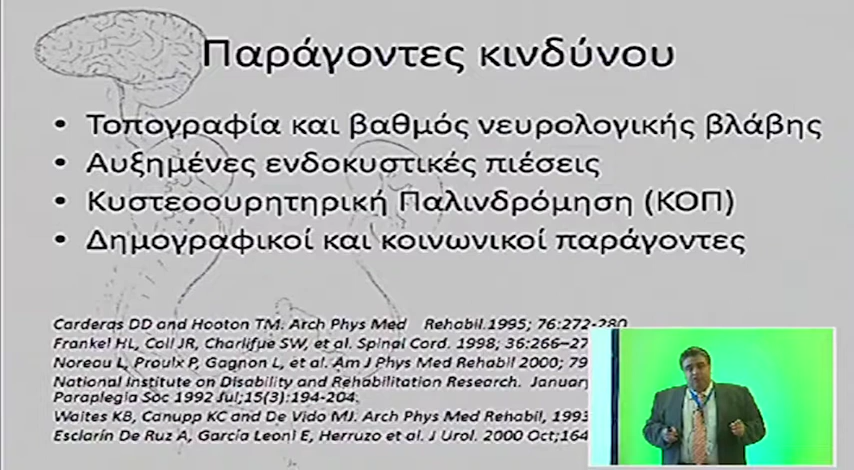 Παράγοντες κινδύνου
• Τοπογραφία και βαθμός νευρολογικής βλάβης
• Αυξημένες ενδοκυστικές πιέσεις
• Κυστεοουρητηρική Παλινδρόμηση (ΚΟΠ)
• Δημογραφικοί και κοινωνικοί παράγοντες
Carderas DD and Hooton TM. Arch Phys Med Rehabil.1995; 76:272-280
Frankel HL, Coll JR, Charlifue SW, et al. Spinal Cord. 1998; 36:266–27
Noreau L, Proulx P, Gagnon L, et al. Am J Phys Med Rehabil 2000; 79
National Institute on Disability and Rehabilitation Research. January
Paraplegia Soc 1992 Jul;15(3):194-204.
Waites KB, Canupp KC and De Vido MJ. Arch Phys Med Rehabil, 1993
Esclarín De Ruz A, García Leoni E, Herruzo et al. J Urol. 2000 Oct;164